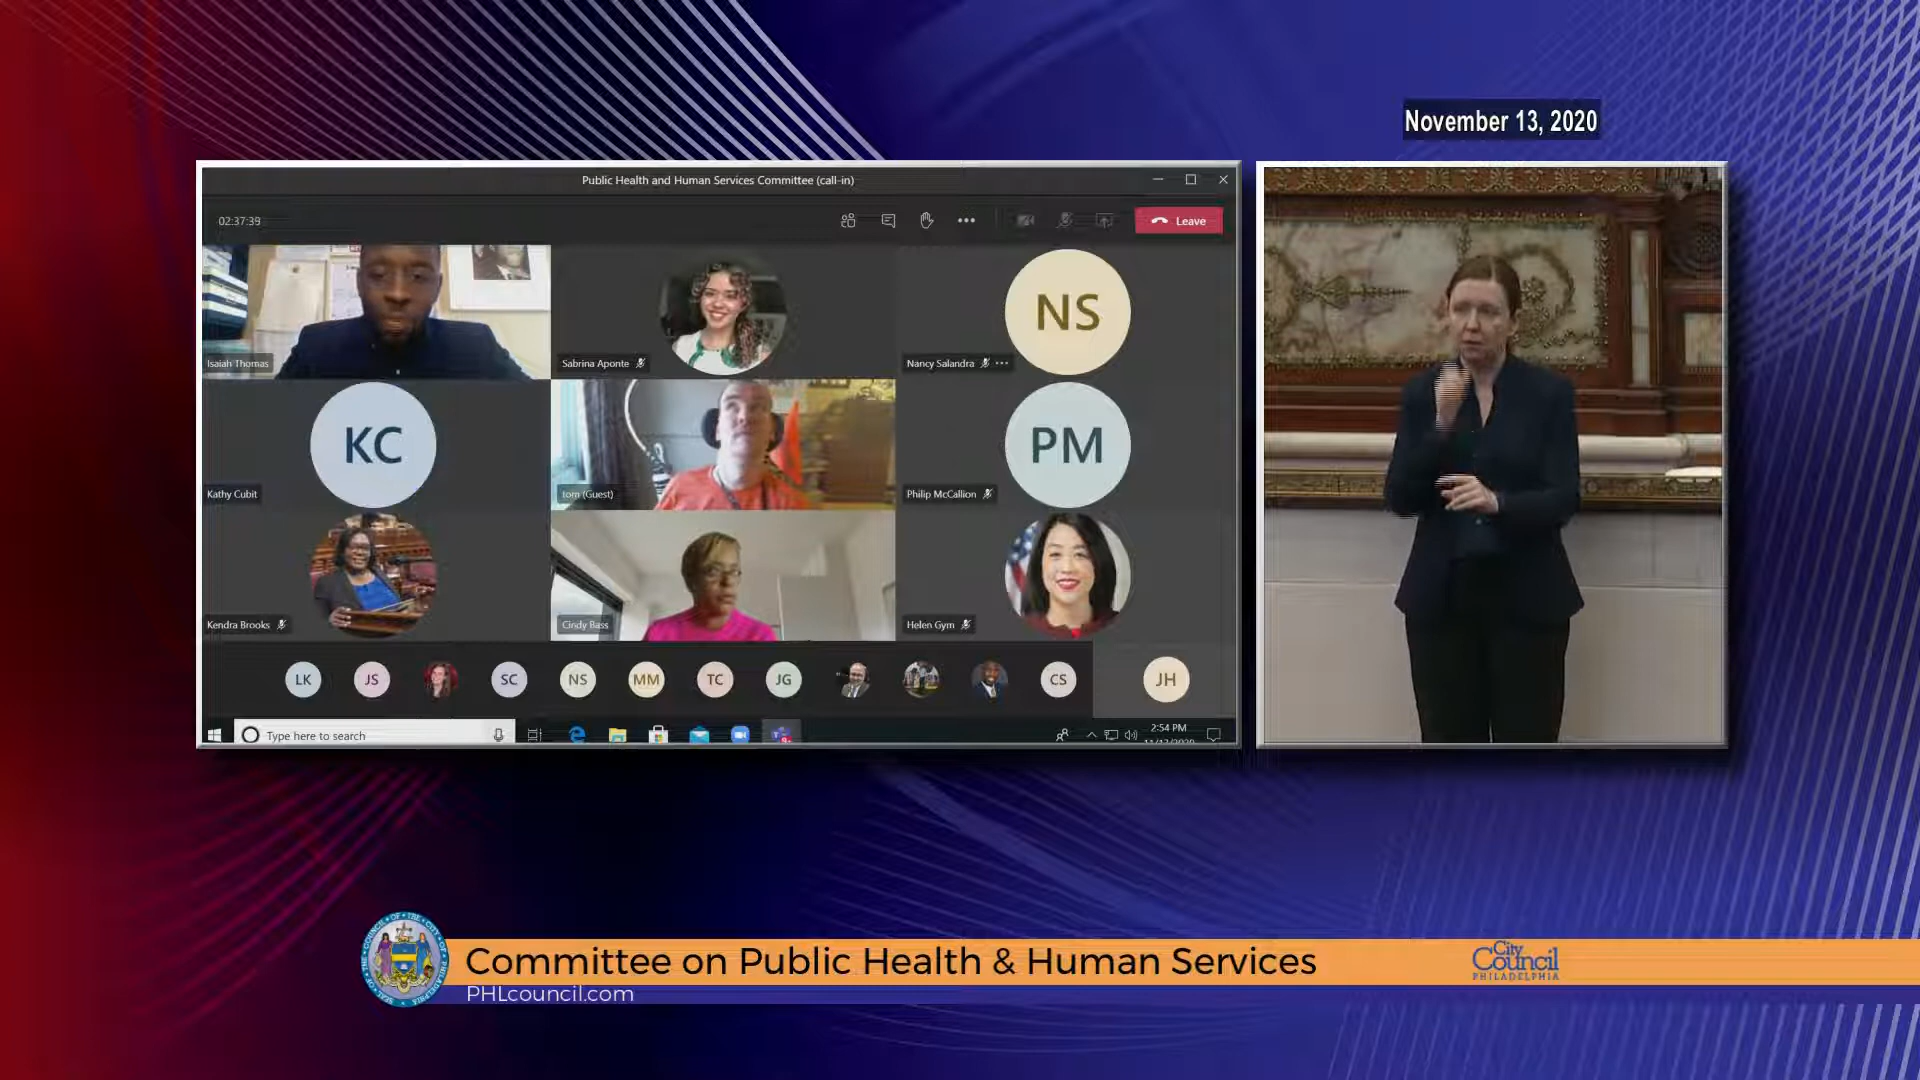 November 13, 2020
Public Health and Human Services Committee (call-in)
02:37:39
Leave
Isaiah Thomas
Sabrina Aponte
NS
Nancy Salandra
KC
Kathy Cubit
tom (Guest)
PM
Philip McCallion
Kendra Brooks
Cindy Bass
Helen Gym
LK
JS
SC
NS
MM
TC
JG
CS
JH
Type here to search
2:54 PM
Committee on Public Health & Human Services
City
Council
PHILADELPHIA
PHLcouncil.com